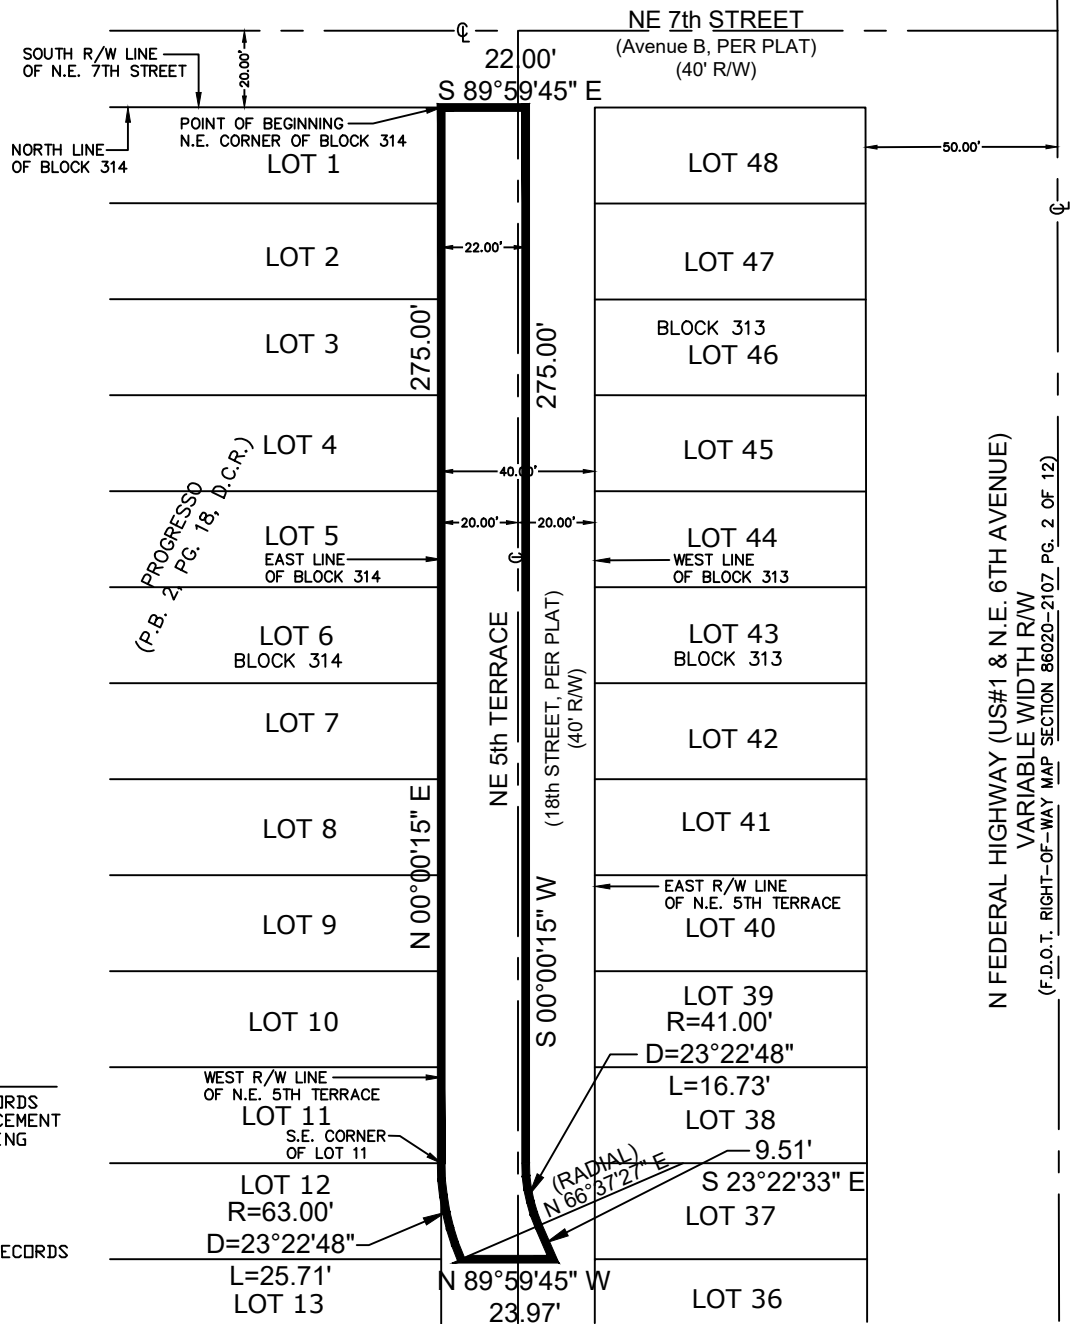 NE 7th STREET
(Avenue B, PER PLAT)
(40' R/W)
SOUTH R/W LINE
OF N.E. 7TH STREET
20.00'
22.00'
S 89°59'45" E
POINT OF BEGINNING
N.E. CORNER OF BLOCK 314
NORTH LINE
OF BLOCK 314
50.00'
LOT 1
LOT 48
LOT 2
22.00'
LOT 47
LOT 3
275.00'
275.00'
BLOCK 313
LOT 46
LOT 4
40.00'
LOT 45
PROGRESSO
(P.B. 2, PG. 18, D.C.R.)
LOT 5
20.00'
20.00'
LOT 44
EAST LINE
OF BLOCK 314
WEST LINE
OF BLOCK 313
LOT 6
BLOCK 314
LOT 43
BLOCK 313
NE 5th TERRACE
(18th STREET, PER PLAT)
(40' R/W)
N FEDERAL HIGHWAY (US#1 & N.E. 6TH AVENUE)
VARIABLE WIDTH R/W
(F.D.O.T. RIGHT-OF-WAY MAP SECTION 86020-2107 PG. 2 OF 12)
LOT 7
LOT 42
LOT 8
N 00°00'15" E
LOT 41
LOT 9
S 00°00'15" W
EAST R/W LINE
OF N.E. 5TH TERRACE
LOT 40
LOT 10
LOT 39
R=41.00'
D=23°22'48"
L=16.73'
WEST R/W LINE
OF N.E. 5TH TERRACE
LOT 11
LOT 38
ORDS
CEMENT
NG
S.E. CORNER
OF LOT 11
9.51'
S 23°22'33" E
(RADIAL)
N 66°37'27" E
LOT 12
R=63.00'
D=23°22'48"
L=25.71'
LOT 37
ECORDS
LOT 13
N 89°59'45" W
23.97'
LOT 36